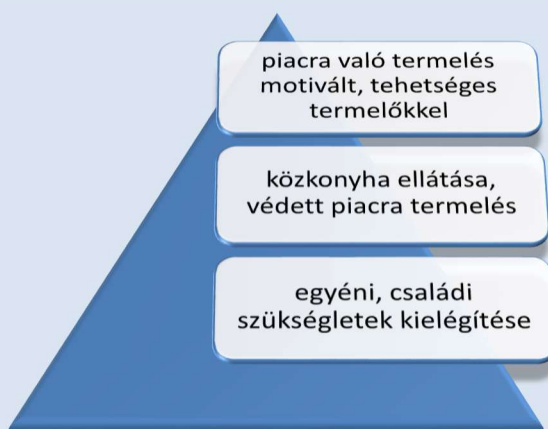 piacra való termelés
motivált, tehetséges
termelőkkel
közkonyha ellátása,
védett piacra termelés
egyéni, családi
szükségletek kielégítése